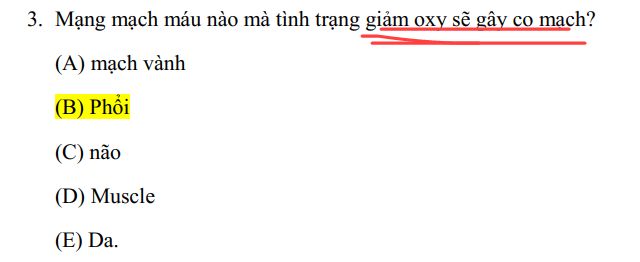 3. Mạng mạch máu nào mà tình trạng giảm oxy sẽ gây co mạch?
(A) mạch vành
(B) Phổi
(C) não
(D) Muscle
(E) Da.